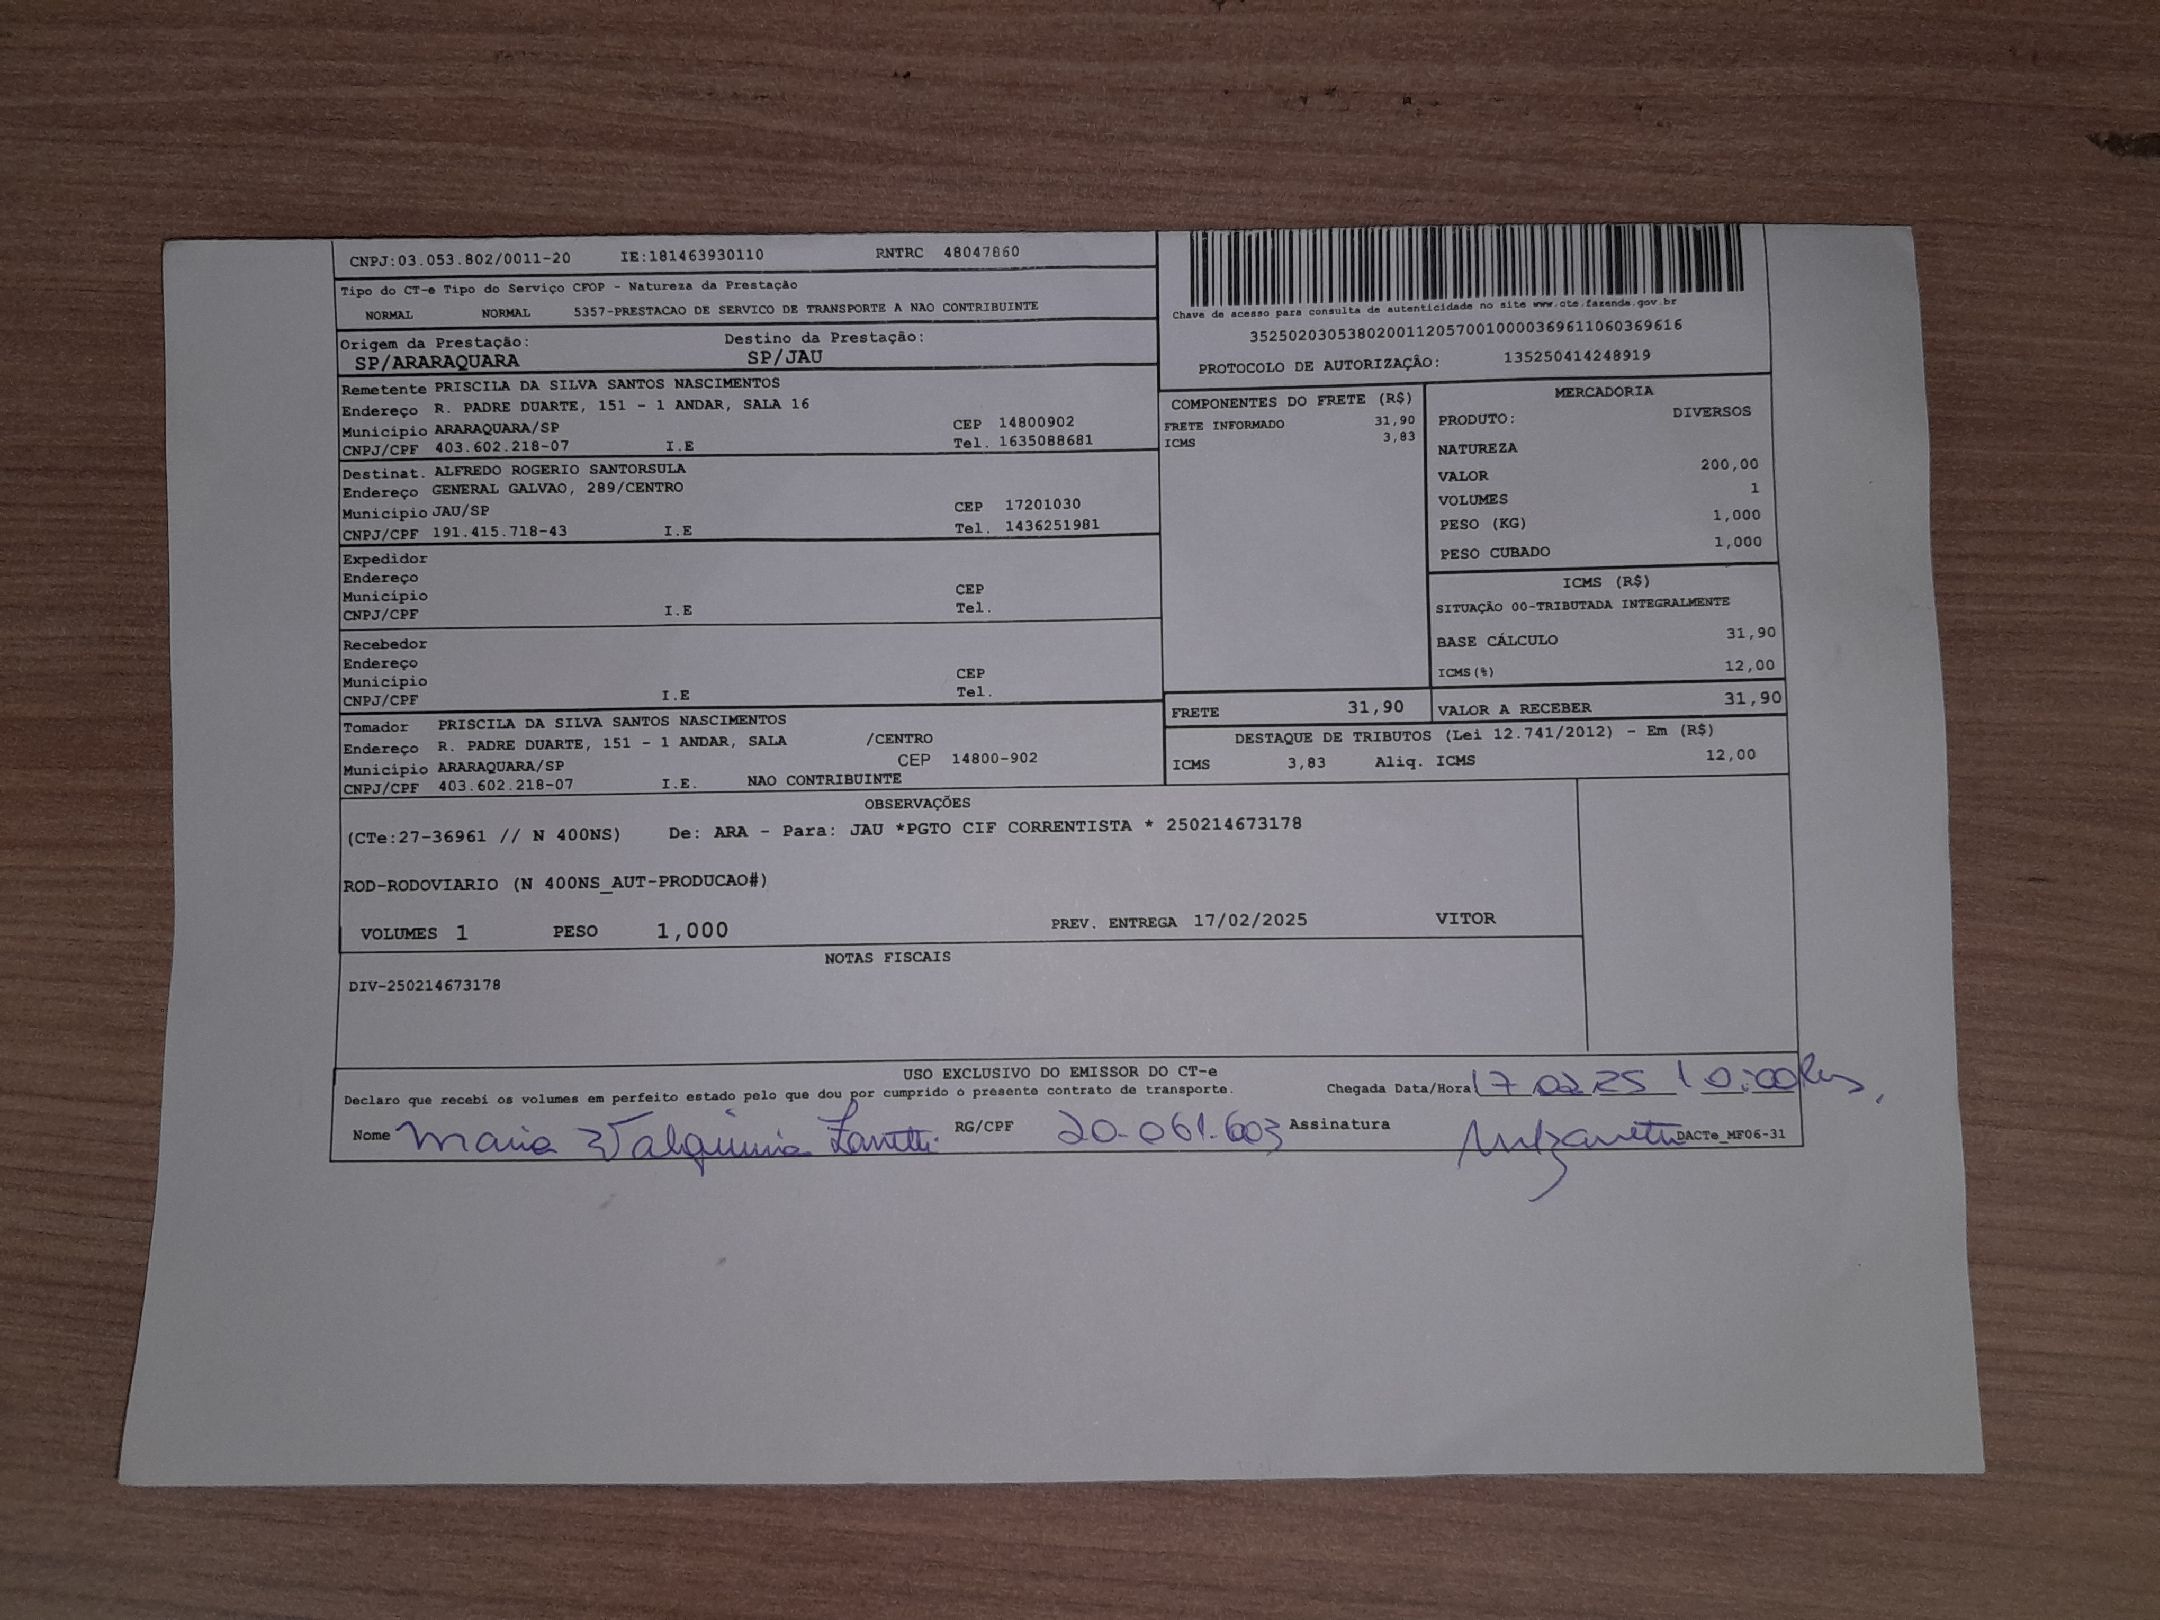 CNPJ:03.053.802/0011-20 IE:181463930110 RNTRC 48047860
Tipo do CT-e Tipo do Serviço CFOP - Natureza da Prestação
NORMAL NORMAL 5357-PRESTACAO DE SERVICO DE TRANSPORTE A NAO CONTRIBUINTE
Origem da Prestação: Destino da Prestação:
SP/ARARAQUARA SP/JAU
Remetente PRISCILA DA SILVA SANTOS NASCIMENTOS
Endereço R. PADRE DUARTE, 151 - 1 ANDAR, SALA 16
Município ARARAQUARA/SP CEP 14800902
CNPJ/CPF 403.602.218-07 I.E Tel. 1635088681
Destinat. ALFREDO ROGERIO SANTORSULA
Endereço GENERAL GALVAO, 289/CENTRO
Município JAU/SP CEP 17201030
CNPJ/CPF 191.415.718-43 I.E Tel. 1436251981
Expedidor
Endereço
Município CEP
CNPJ/CPF I.E Tel.
Recebedor
Endereço
Município CEP
CNPJ/CPF I.E Tel.
Tomador PRISCILA DA SILVA SANTOS NASCIMENTOS
Endereço R. PADRE DUARTE, 151 - 1 ANDAR, SALA /CENTRO
Município ARARAQUARA/SP CEP 14800-902
CNPJ/CPF 403.602.218-07 I.E. NAO CONTRIBUINTE
Chave de acesso para consulta de autenticidade no site www.cte.fazenda.gov.br
35250203053802001120570010000369611060369616
PROTOCOLO DE AUTORIZAÇÃO: 135250414248919
COMPONENTES DO FRETE (R$)
FRETE INFORMADO 31,90
ICMS 3,83
MERCADORIA
PRODUTO: DIVERSOS
NATUREZA
VALOR 200,00
VOLUMES 1
PESO (KG) 1,000
PESO CUBADO 1,000
ICMS (R$)
SITUAÇÃO 00-TRIBUTADA INTEGRALMENTE
BASE CÁLCULO 31,90
ICMS(%) 12,00
FRETE 31,90 VALOR A RECEBER 31,90
DESTAQUE DE TRIBUTOS (Lei 12.741/2012) - Em (R$)
ICMS 3,83 Aliq. ICMS 12,00
OBSERVAÇÕES
(CTe:27-36961 // N 400NS) De: ARA - Para: JAU *PGTO CIF CORRENTISTA * 250214673178
ROD-RODOVIARIO (N 400NS_AUT-PRODUCAO#)
VOLUMES 1 PESO 1,000 PREV. ENTREGA 17/02/2025 VITOR
NOTAS FISCAIS
DIV-250214673178
USO EXCLUSIVO DO EMISSOR DO CT-e
Declaro que recebi os volumes em perfeito estado pelo que dou por cumprido o presente contrato de transporte. Chegada Data/Hora 17 02 25 10:00hs,
Nome Maria Walquiria Zanetti RG/CPF 20.061.603 Assinatura DACTe_MF06-31